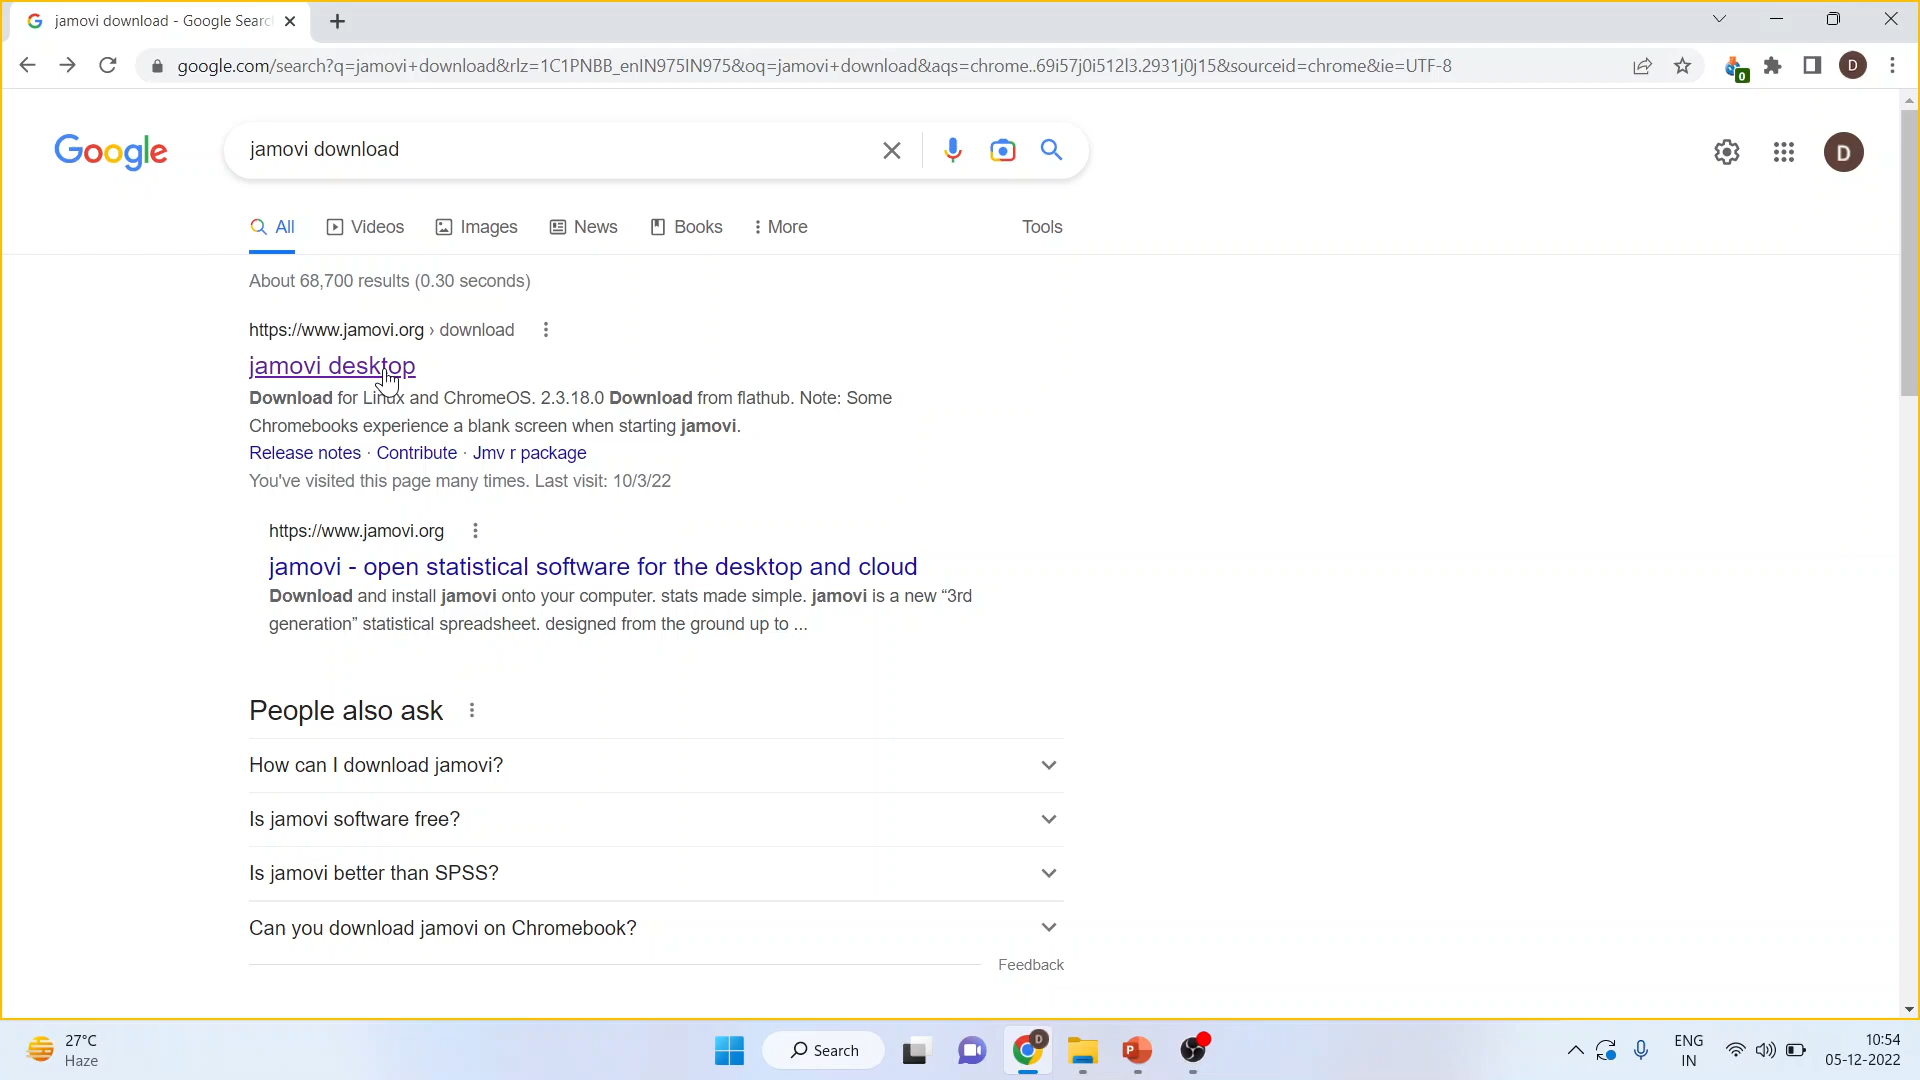 jamovi download - Google Searc
google.com/search?q=jamovi+download&rlz=1C1PNBB_enIN975IN975&oq=jamovi+download&aqs=chrome..69i57j0i512l3.2931j0j15&sourceid=chrome&ie=UTF-8
0
D
Google
jamovi download
D
All
Videos
Images
News
Books
More
Tools
About 68,700 results (0.30 seconds)
https://www.jamovi.org › download
jamovi desktop
Download for Linux and ChromeOS. 2.3.18.0 Download from flathub. Note: Some
Chromebooks experience a blank screen when starting jamovi.
Release notes · Contribute · Jmv r package
You've visited this page many times. Last visit: 10/3/22
https://www.jamovi.org
jamovi - open statistical software for the desktop and cloud
Download and install jamovi onto your computer. stats made simple. jamovi is a new “3rd
generation” statistical spreadsheet. designed from the ground up to ...
People also ask
How can I download jamovi?
Is jamovi software free?
Is jamovi better than SPSS?
Can you download jamovi on Chromebook?
Feedback
27°C
Haze
Search
D
P
ENG
IN
10:54
05-12-2022